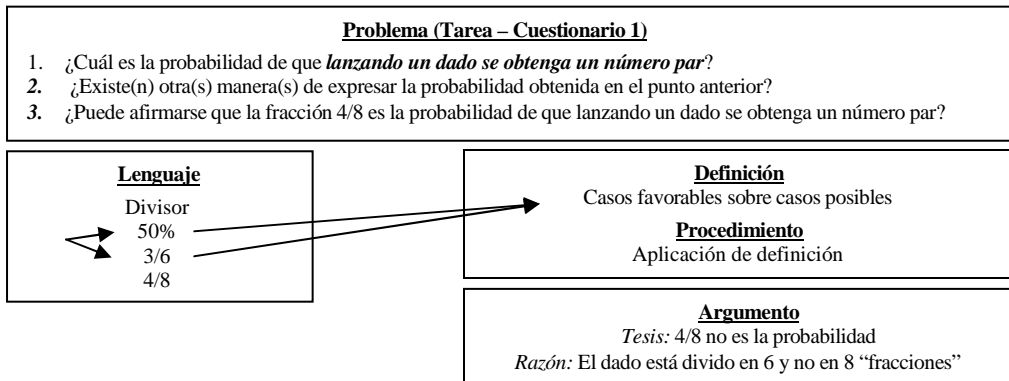 Problema (Tarea – Cuestionario 1)
1. ¿Cuál es la probabilidad de que lanzando un dado se obtenga un número par?
2. ¿Existe(n) otra(s) manera(s) de expresar la probabilidad obtenida en el punto anterior?
3. ¿Puede afirmarse que la fracción 4/8 es la probabilidad de que lanzando un dado se obtenga un número par?
Lenguaje
Divisor
50%
3/6
4/8
Definición
Casos favorables sobre casos posibles
Procedimiento
Aplicación de definición
Argumento
Tesis: 4/8 no es la probabilidad
Razón: El dado está divido en 6 y no en 8 “fracciones”